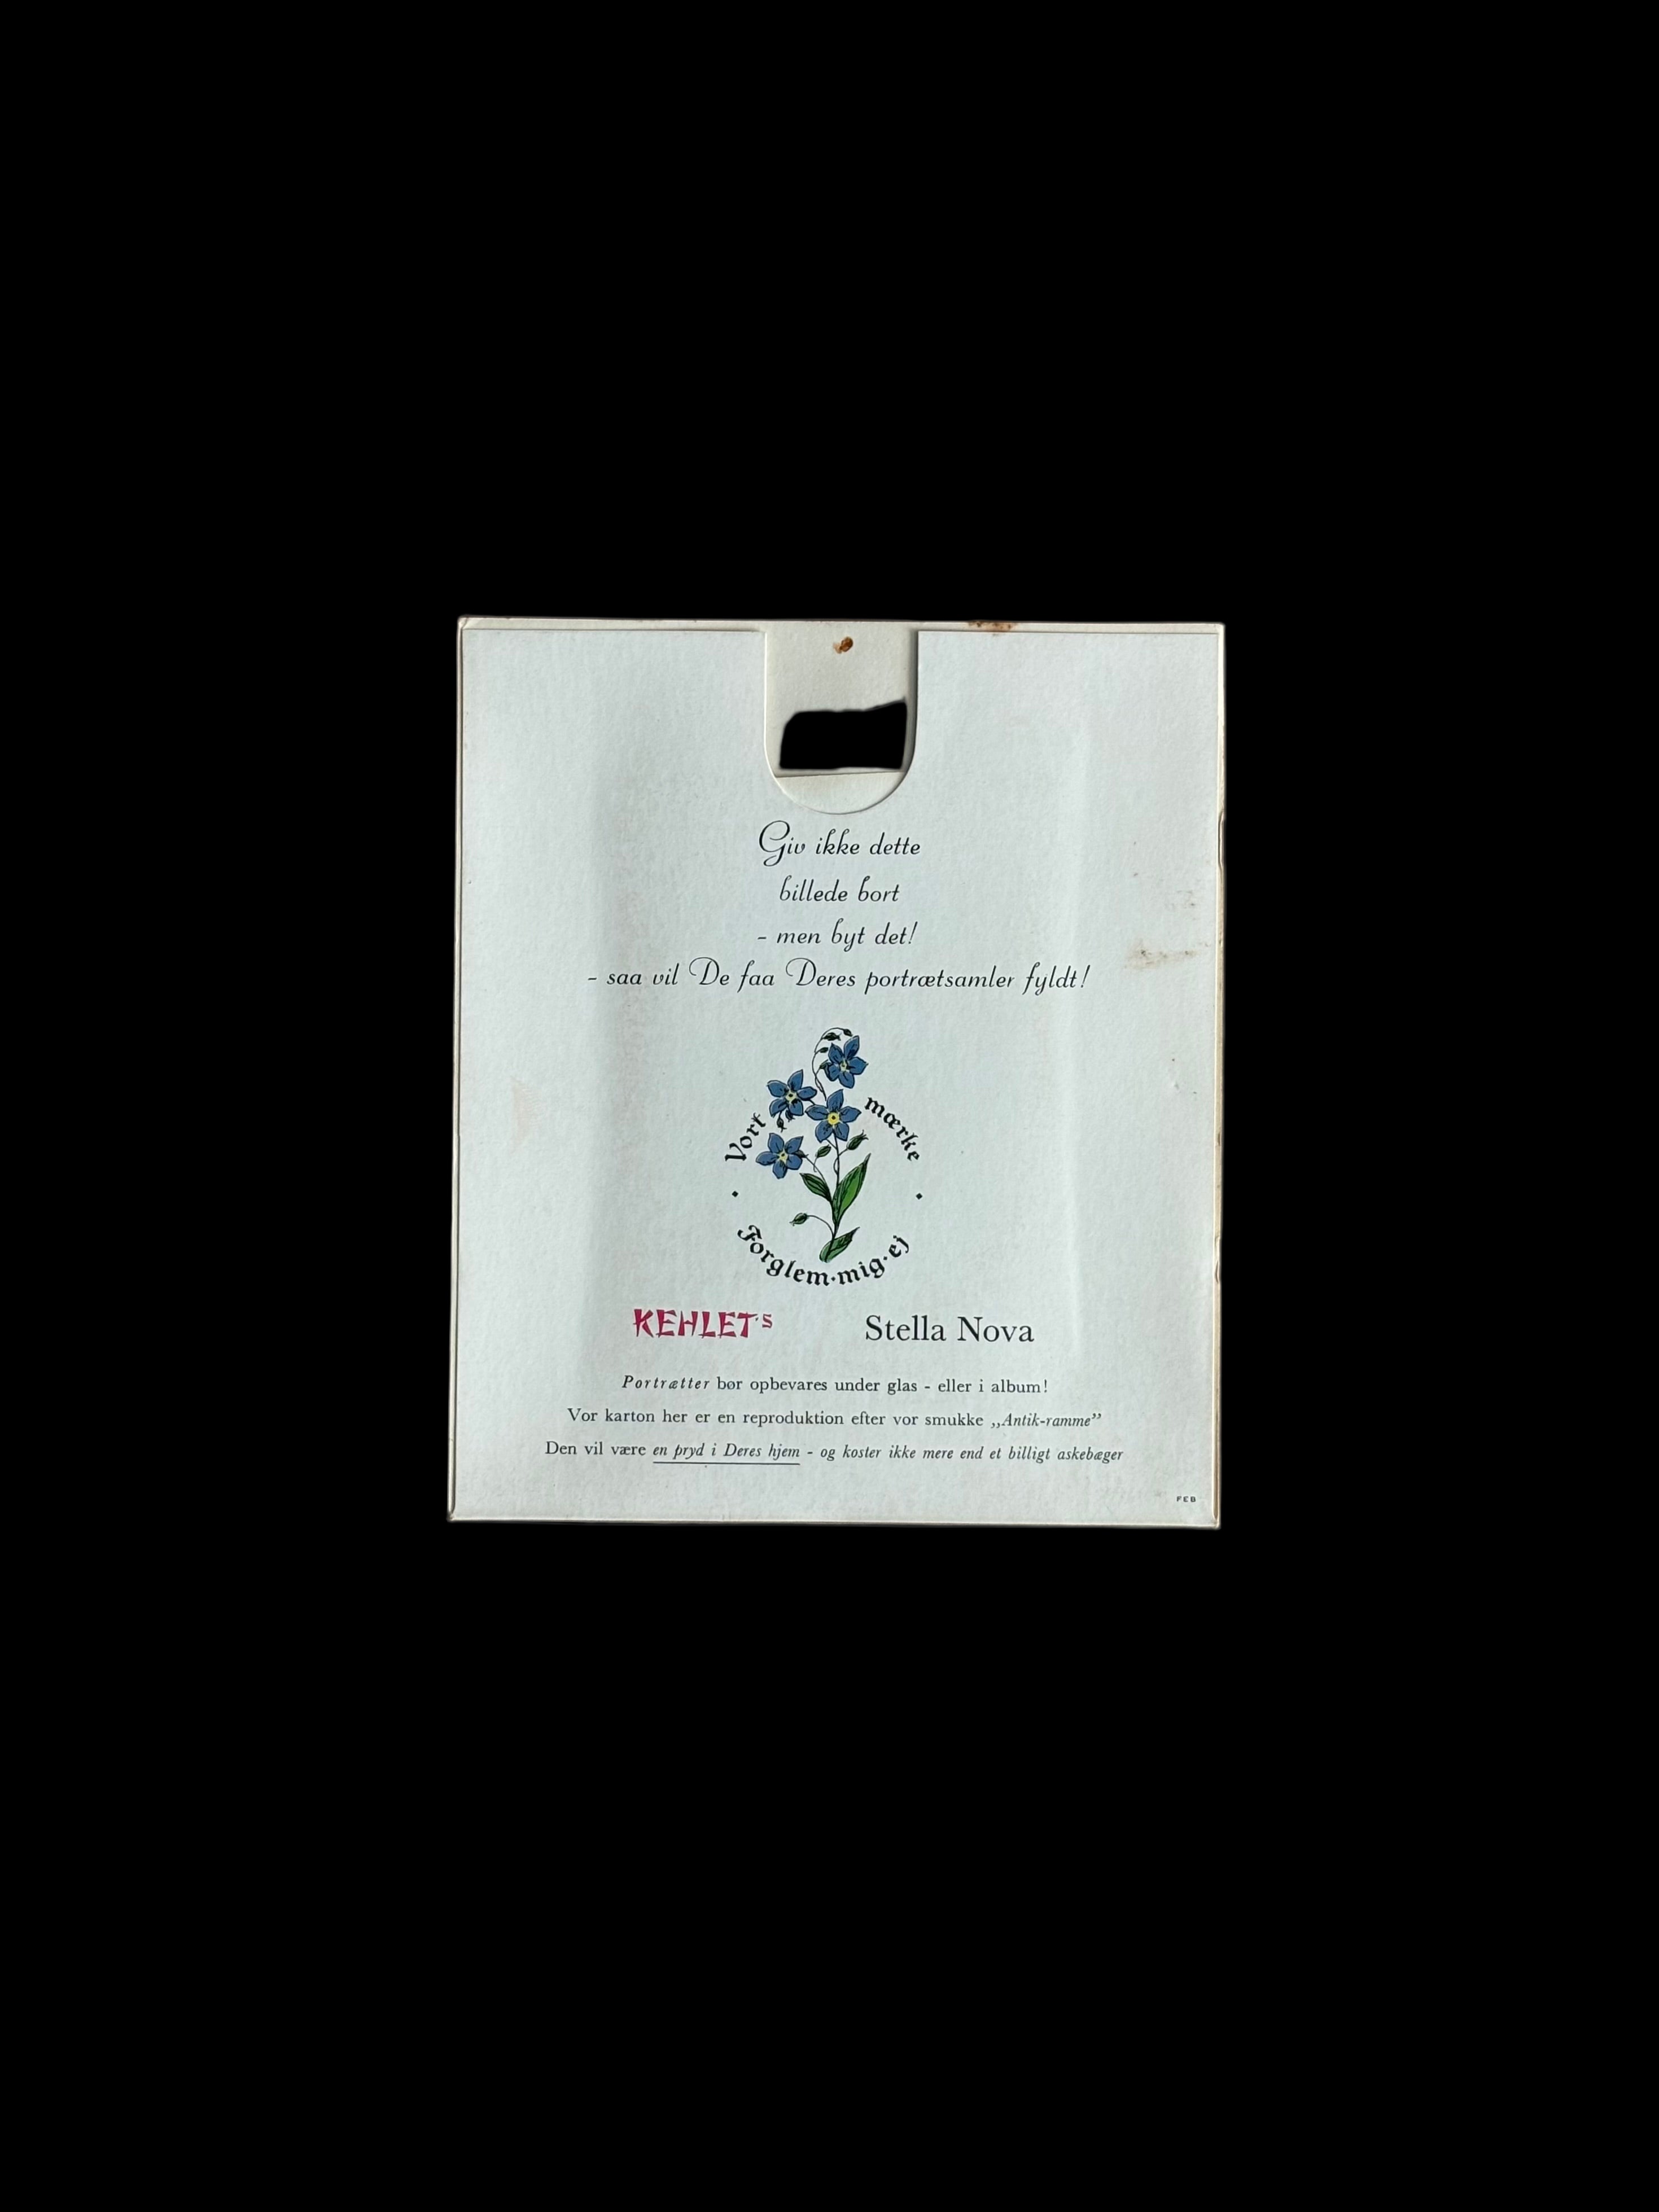 Giv ikke dette
billede bort
- men byt det!
- saa vil De faa Deres portrætsamler fyldt!
Vort mærke
Forglem·mig·ej
KEHLET's
Stella Nova
Portrætter bør opbevares under glas - eller i album!
Vor karton her er en reproduktion efter vor smukke „Antik-ramme”
Den vil være en pryd i Deres hjem - og koster ikke mere end et billigt askebæger
FEB